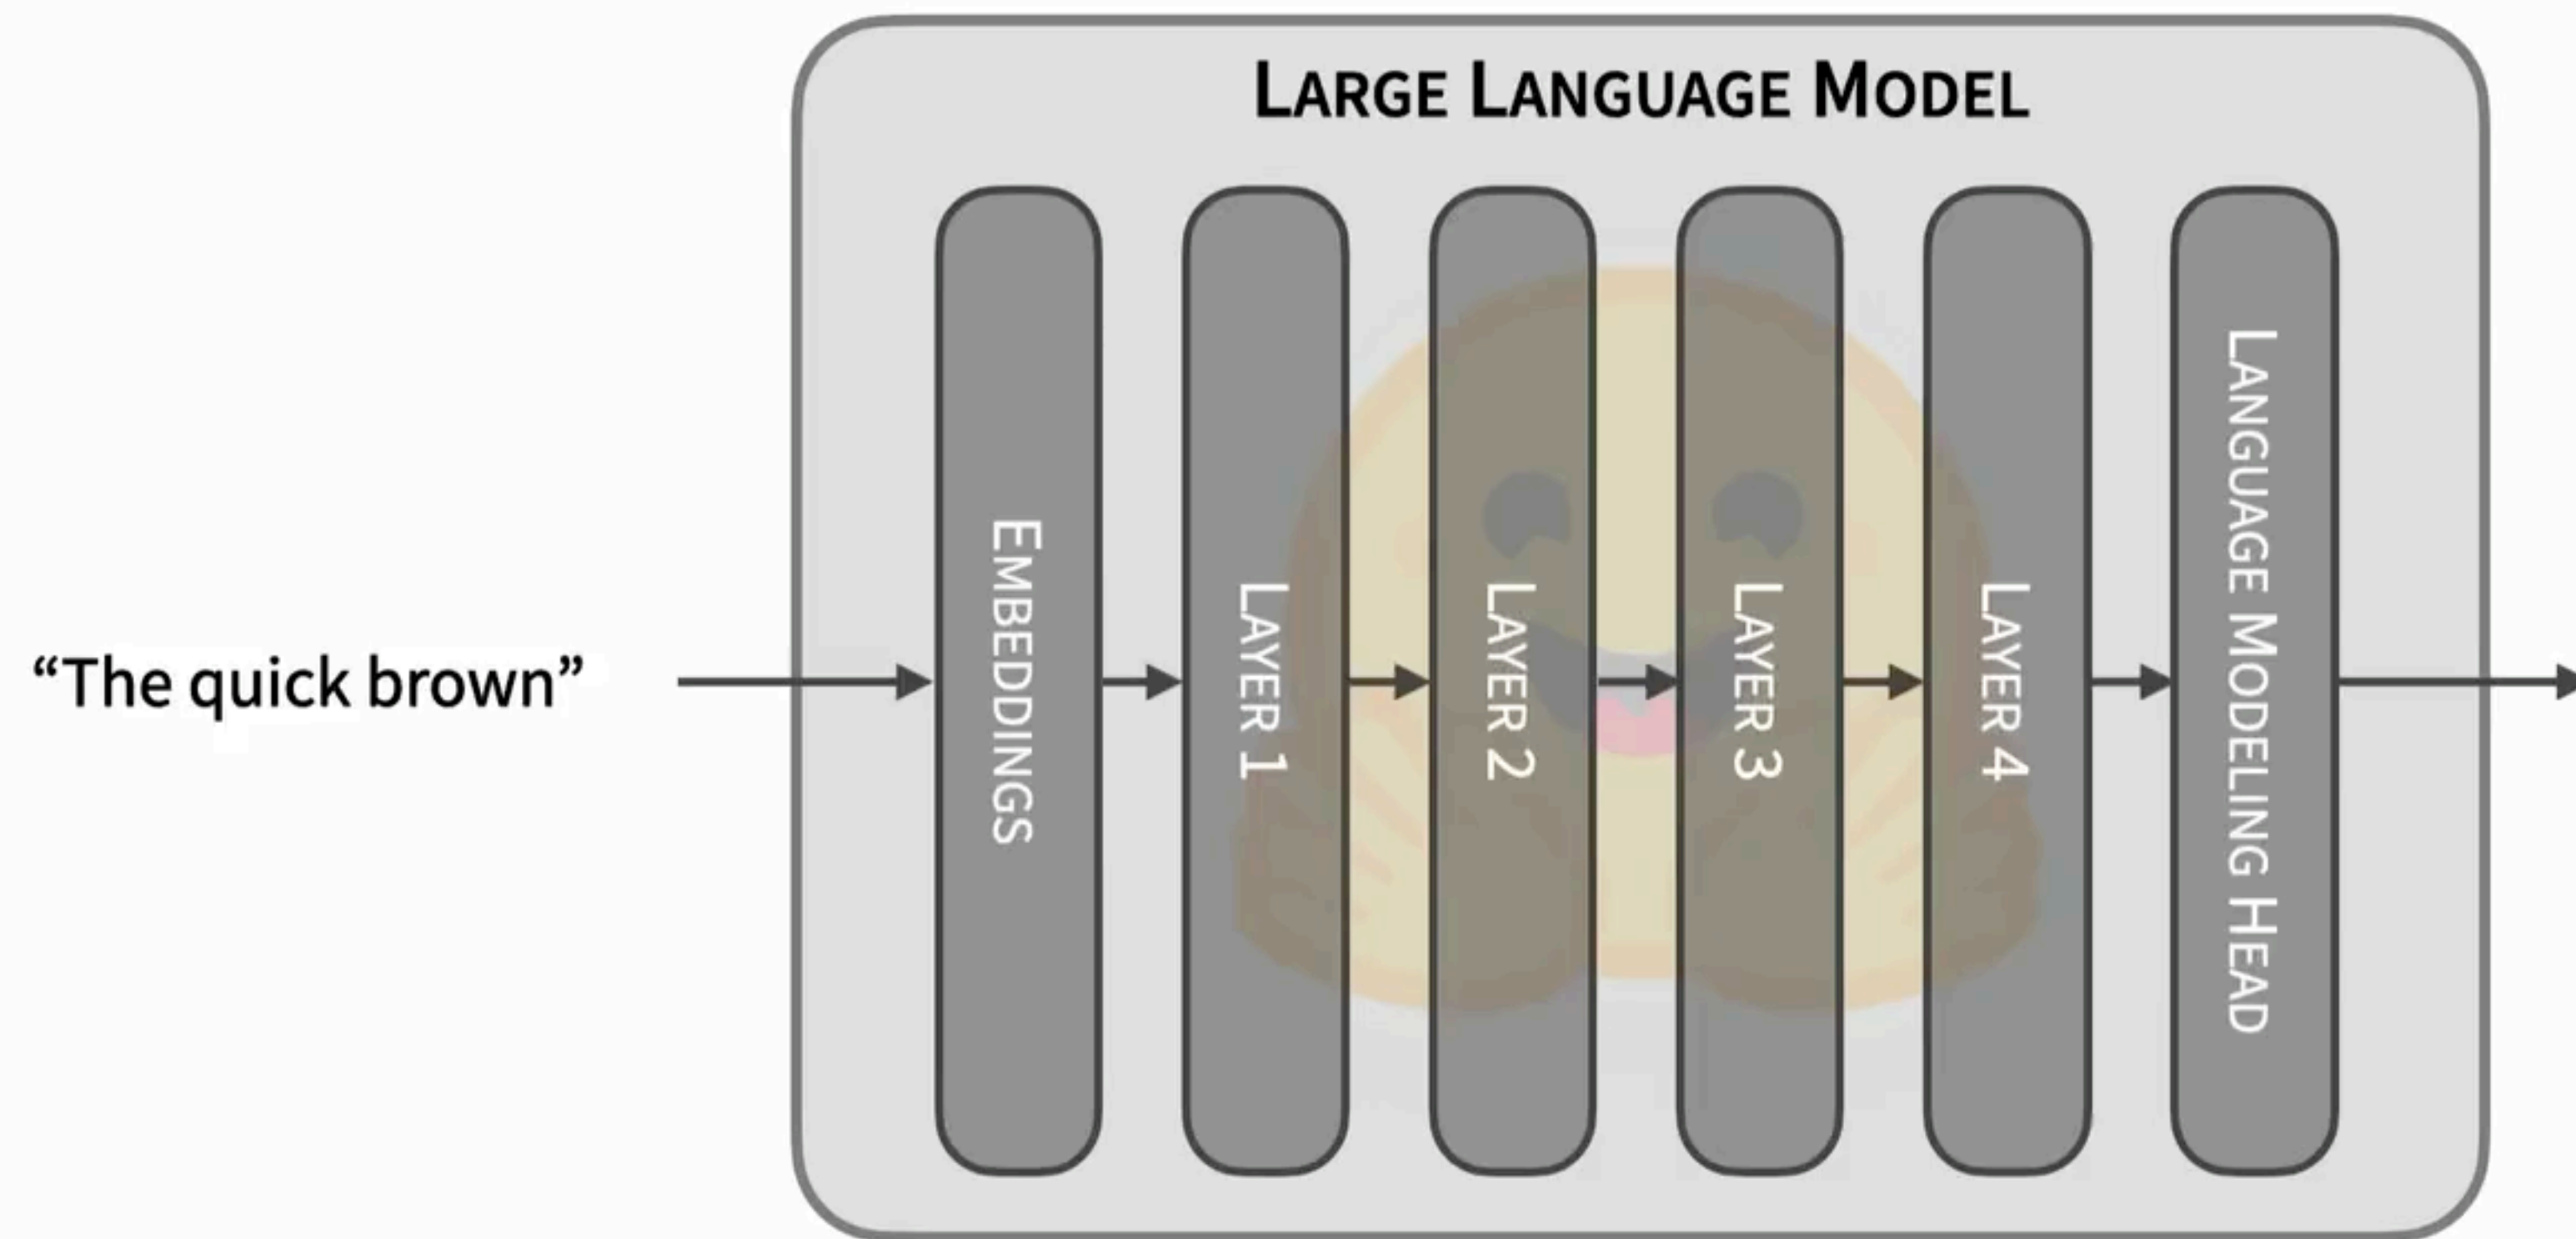 LARGE LANGUAGE MODEL
“The quick brown”
EMBEDDINGS
LAYER 1
LAYER 2
LAYER 3
LAYER 4
LANGUAGE MODELING HEAD